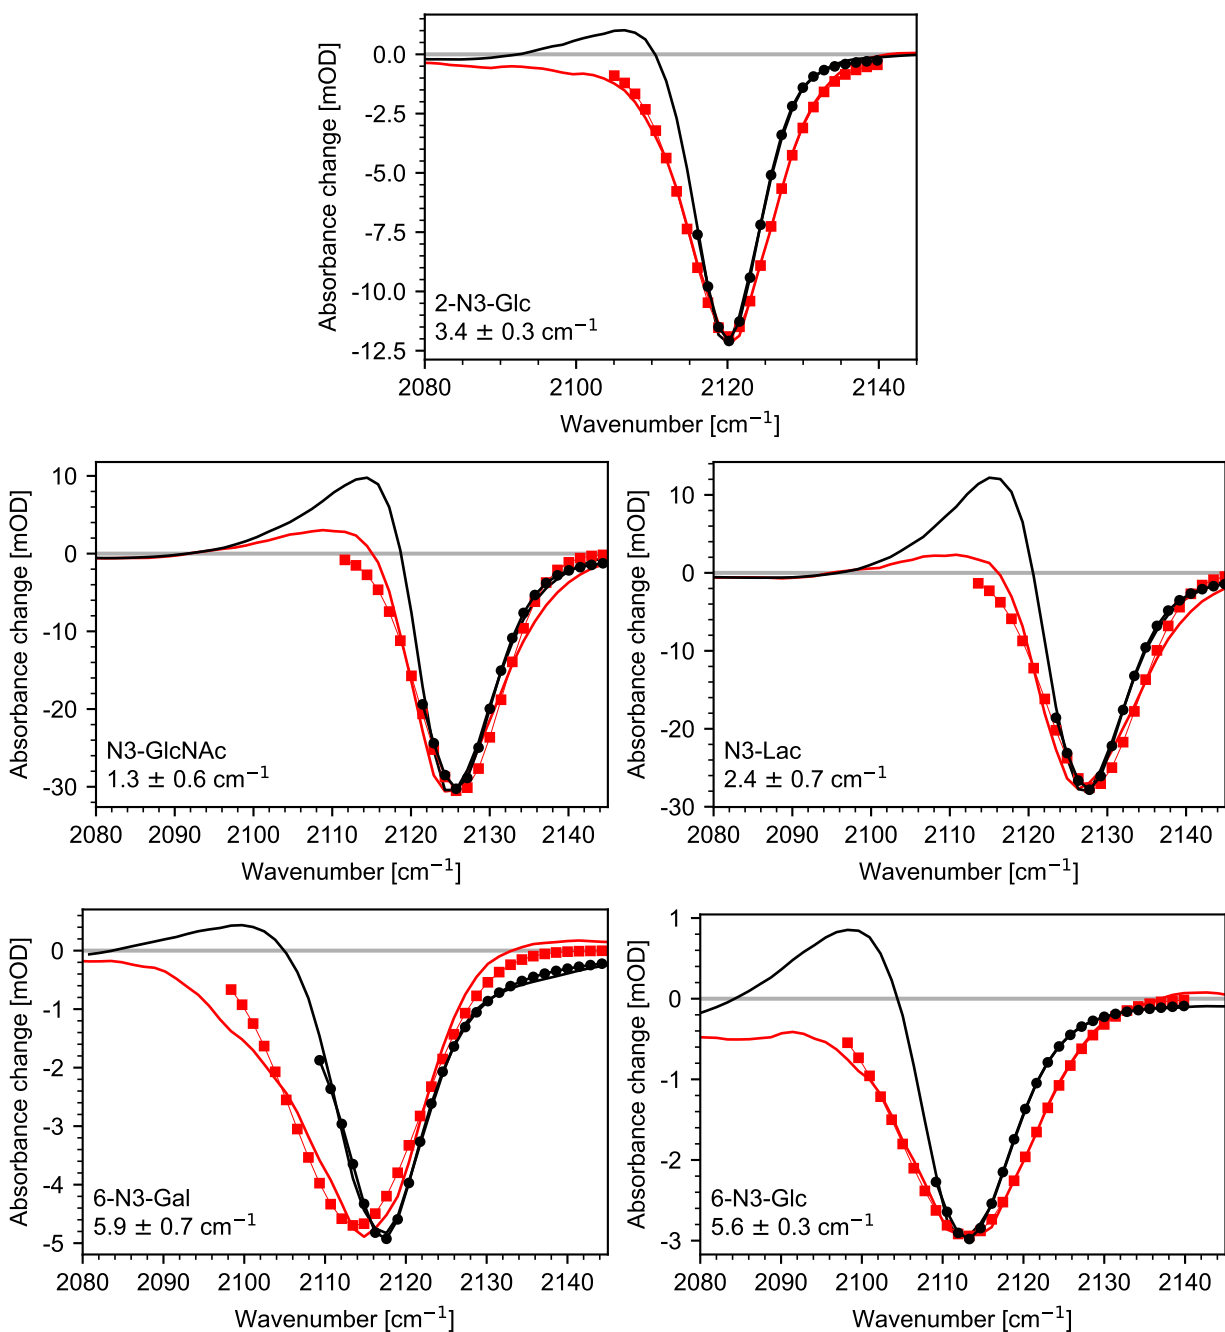 0.0
-2.5
-5.0
-7.5
-10.0
-12.5
Absorbance change [mOD]
2-N3-Glc
3.4 ± 0.3 cm⁻¹
2080 2100 2120 2140
Wavenumber [cm⁻¹]
10
0
-10
-20
-30
Absorbance change [mOD]
N3-GlcNAc
1.3 ± 0.6 cm⁻¹
2080 2090 2100 2110 2120 2130 2140
Wavenumber [cm⁻¹]
10
0
-10
-20
-30
Absorbance change [mOD]
N3-Lac
2.4 ± 0.7 cm⁻¹
2080 2090 2100 2110 2120 2130 2140
Wavenumber [cm⁻¹]
0
-1
-2
-3
-4
-5
Absorbance change [mOD]
6-N3-Gal
5.9 ± 0.7 cm⁻¹
2080 2090 2100 2110 2120 2130 2140
Wavenumber [cm⁻¹]
1
0
-1
-2
-3
Absorbance change [mOD]
6-N3-Glc
5.6 ± 0.3 cm⁻¹
2080 2090 2100 2110 2120 2130 2140
Wavenumber [cm⁻¹]